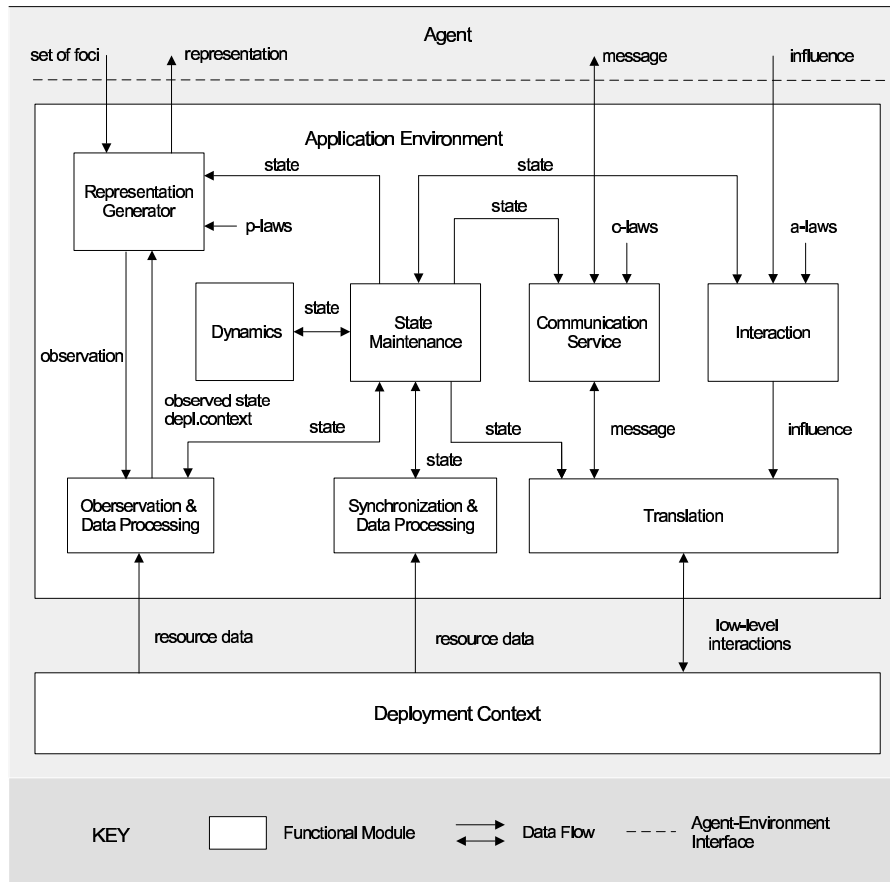 Agent
set of foci
representation
message
influence
Application Environment
state
state
state
Representation
Generator
p-laws
c-laws
a-laws
Dynamics
state
State
Maintenance
Communication
Service
Interaction
observation
observed state
depl.context
state
state
state
message
influence
Oberservation &
Data Processing
Synchronization &
Data Processing
Translation
resource data
resource data
low-level
interactions
Deployment Context
KEY
Functional Module
Data Flow
Agent-Environment
Interface